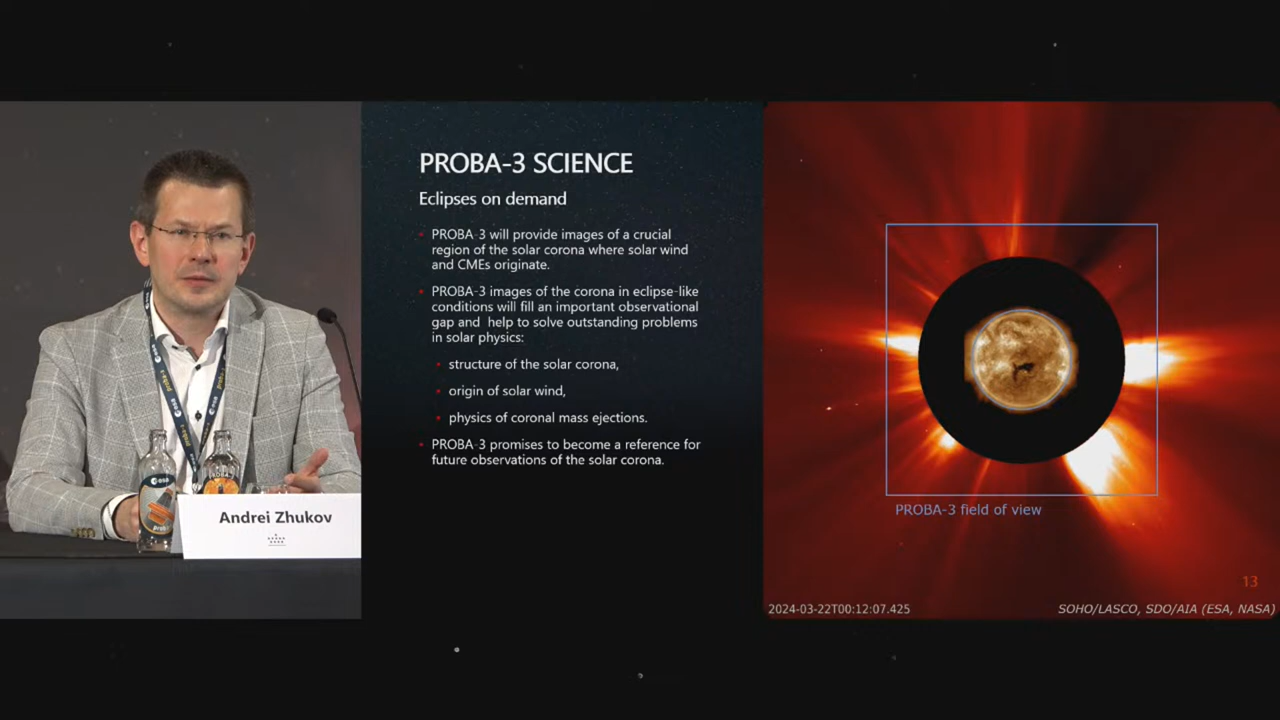 PROBA-3 SCIENCE
Eclipses on demand
PROBA-3 will provide images of a crucial
region of the solar corona where solar wind
and CMEs originate.
PROBA-3 images of the corona in eclipse-like
conditions will fill an important observational
gap and help to solve outstanding problems
in solar physics:
structure of the solar corona,
origin of solar wind,
physics of coronal mass ejections.
PROBA-3 promises to become a reference for
future observations of the solar corona.
esa
esa
Andrei Zhukov
PROBA-3 field of view
13
2024-03-22T00:12:07.425
SOHO/LASCO, SDO/AIA (ESA, NASA)